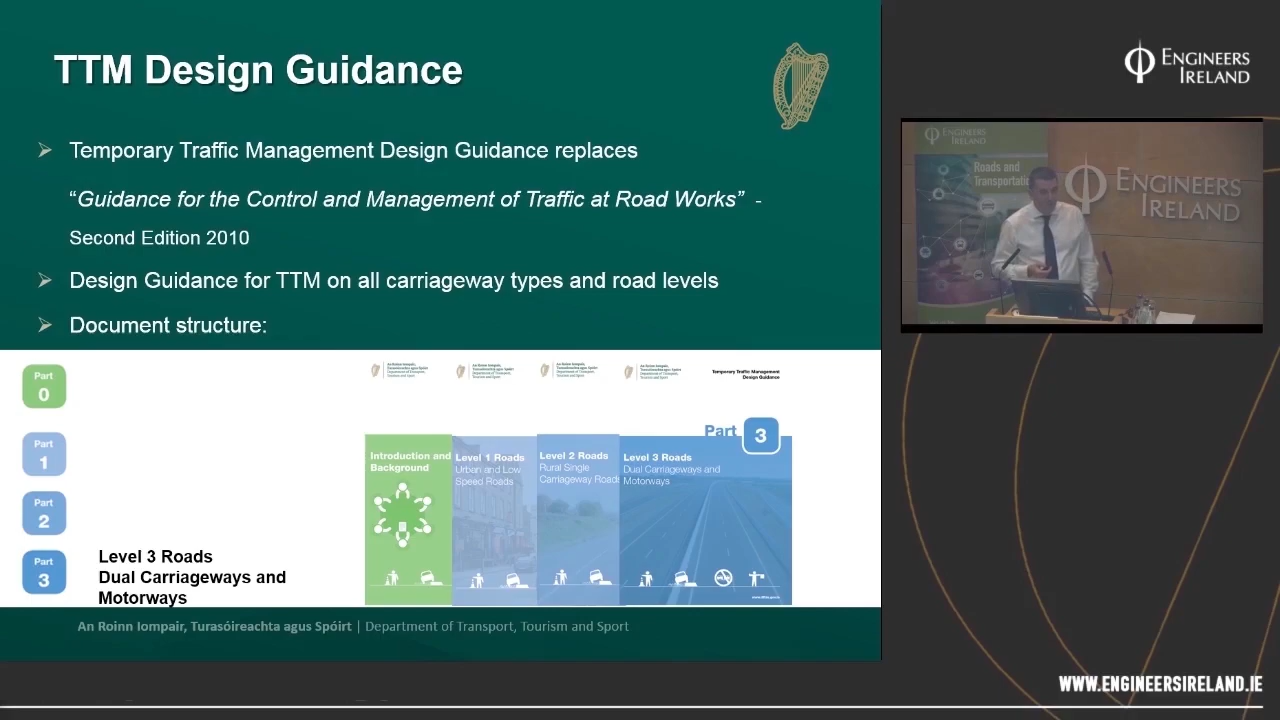 TTM Design Guidance
Temporary Traffic Management Design Guidance replaces
“Guidance for the Control and Management of Traffic at Road Works” -
Second Edition 2010
Design Guidance for TTM on all carriageway types and road levels
Document structure:
Part
0
Part
1
Part
2
Part
3
Level 3 Roads
Dual Carriageways and
Motorways
Temporary Traffic Management
Design Guidance
Part 3
Introduction and
Background
Level 1 Roads
Urban and Low
Speed Roads
Level 2 Roads
Rural Single
Carriageway Roads
Level 3 Roads
Dual Carriageways and
Motorways
An Roinn Iompair, Turasóireachta agus Spóirt | Department of Transport, Tourism and Sport
ENGINEERS
IRELAND
ENGINEERS
IRELAND
Roads and
Transportation
ENGINEERS
IRELAND
WWW.ENGINEERSIRELAND.IE